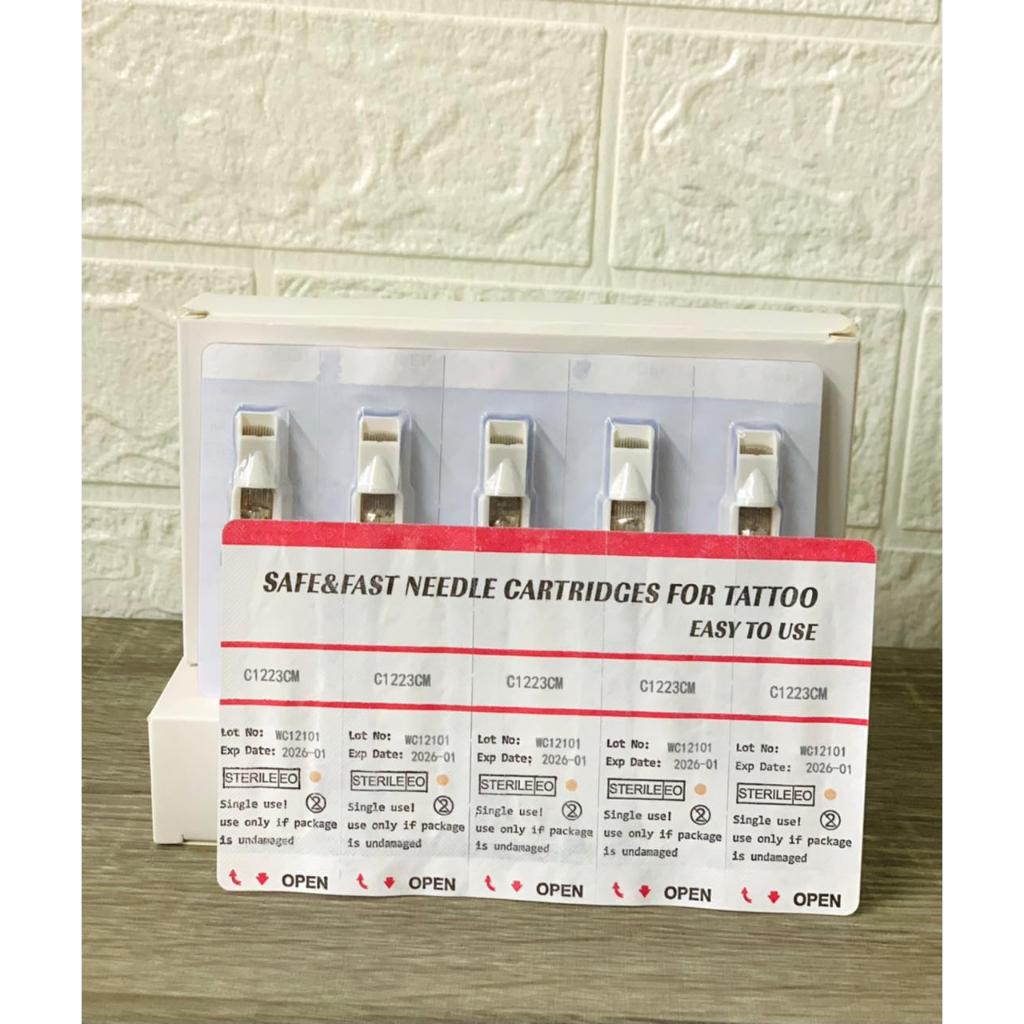 SAFE&FAST NEEDLE CARTRIDGES FOR TATTOO
EASY TO USE
C1223CM C1223CM C1223CM C1223CM C1223CM
Lot No: WC12101 Lot No: WC12101 Lot No: WC12101 Lot No: WC12101 Lot No: WC12101
Exp Date: 2026-01 Exp Date: 2026-01 Exp Date: 2026-01 Exp Date: 2026-01 Exp Date: 2026-01
STERILE EO STERILE EO STERILE EO STERILE EO STERILE EO
Single use! 2 Single use! 2 Single use! 2 Single use! 2 Single use! 2
use only if package use only if package use only if package use only if package use only if package
is undamaged is undamaged is undamaged is undamaged is undamaged
OPEN OPEN OPEN OPEN OPEN